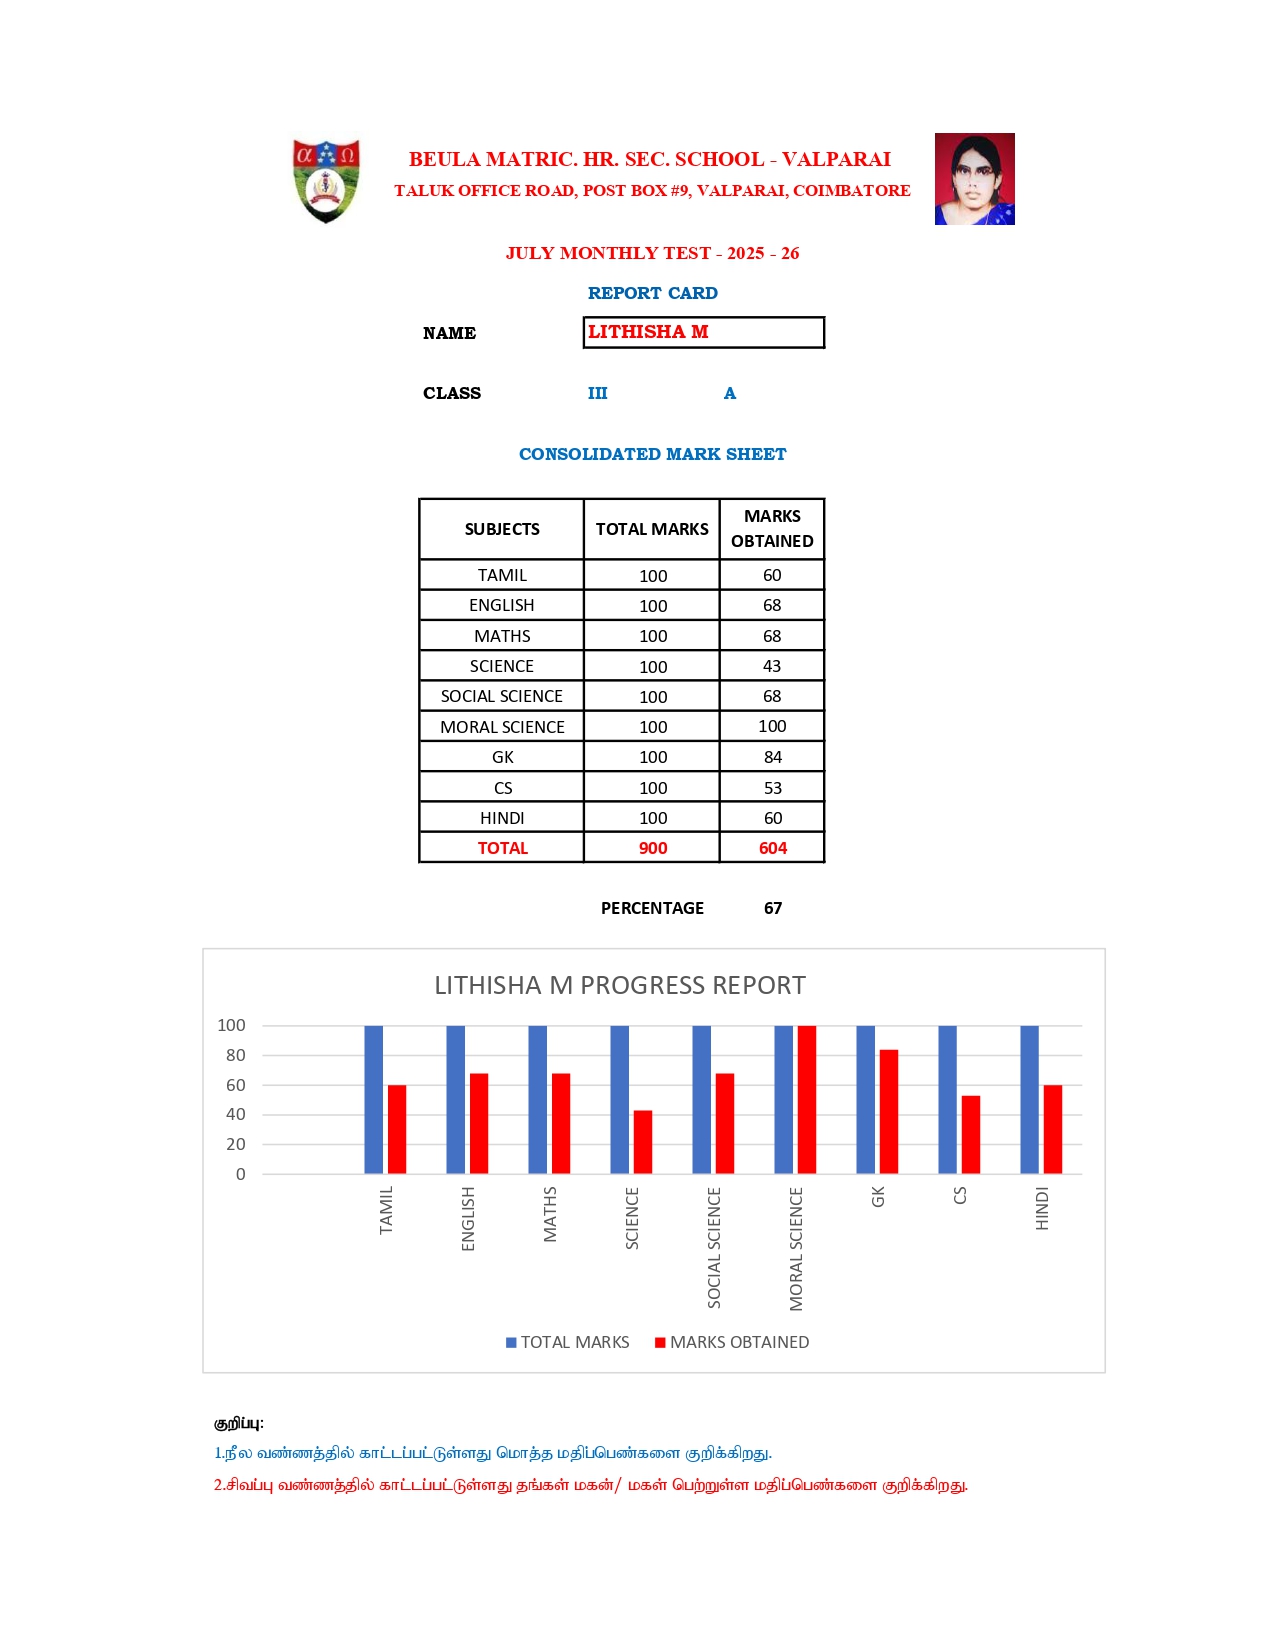 BEULA MATRIC. HR. SEC. SCHOOL - VALPARAI
TALUK OFFICE ROAD, POST BOX #9, VALPARAI, COIMBATORE
JULY MONTHLY TEST - 2025 - 26
REPORT CARD
NAME LITHISHA M
CLASS III A
CONSOLIDATED MARK SHEET
SUBJECTS TOTAL MARKS MARKS OBTAINED
TAMIL 100 60
ENGLISH 100 68
MATHS 100 68
SCIENCE 100 43
SOCIAL SCIENCE 100 68
MORAL SCIENCE 100 100
GK 100 84
CS 100 53
HINDI 100 60
TOTAL 900 604
PERCENTAGE 67
LITHISHA M PROGRESS REPORT
100
80
60
40
20
0
TAMIL
ENGLISH
MATHS
SCIENCE
SOCIAL SCIENCE
MORAL SCIENCE
GK
CS
HINDI
TOTAL MARKS MARKS OBTAINED
குறிப்பு:
1.நீல வண்ணத்தில் காட்டப்பட்டுள்ளது மொத்த மதிப்பெண்களை குறிக்கிறது.
2.சிவப்பு வண்ணத்தில் காட்டப்பட்டுள்ளது தங்கள் மகன்/ மகள் பெற்றுள்ள மதிப்பெண்களை குறிக்கிறது.